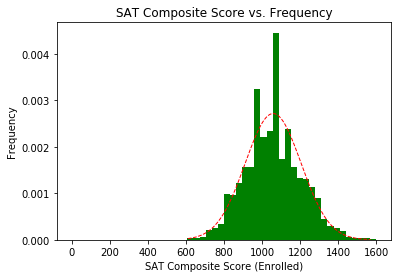 SAT Composite Score vs. Frequency
0.004
0.003
0.002
0.001
0.000
Frequency
0 200 400 600 800 1000 1200 1400 1600
SAT Composite Score (Enrolled)